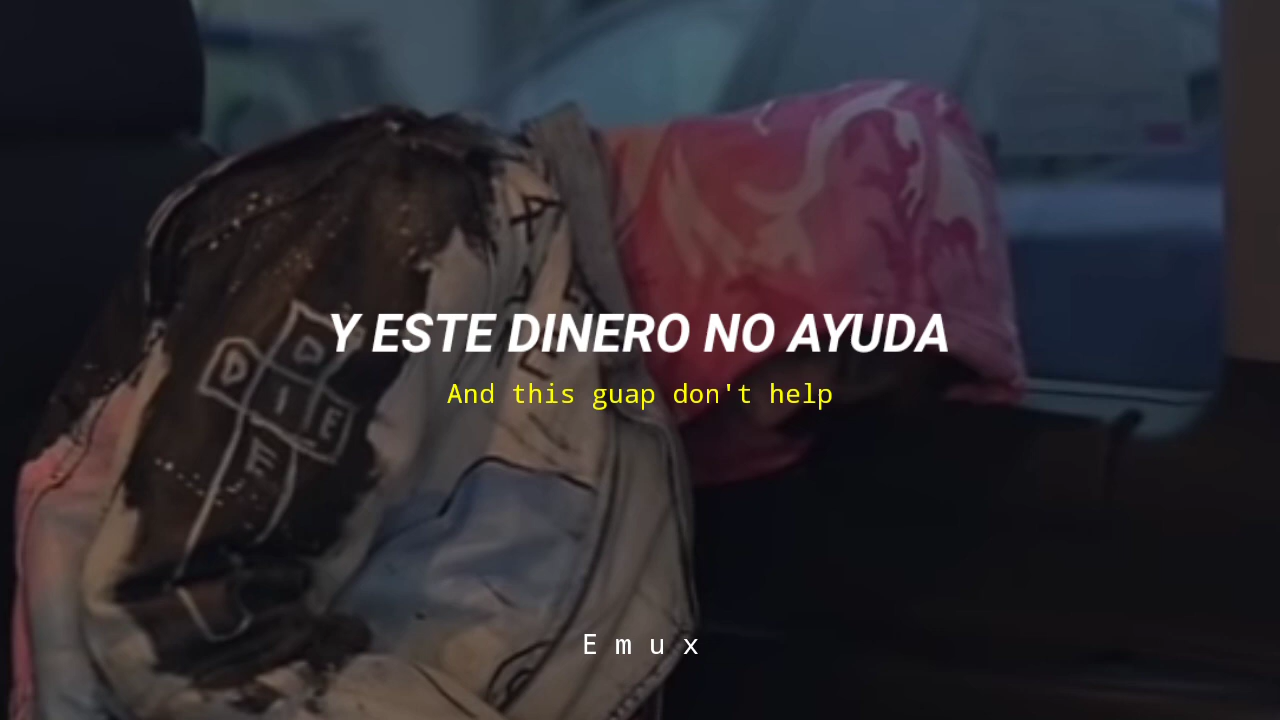 Y ESTE DINERO NO AYUDA
And this guap don't help
D
D I E
E
E m u x